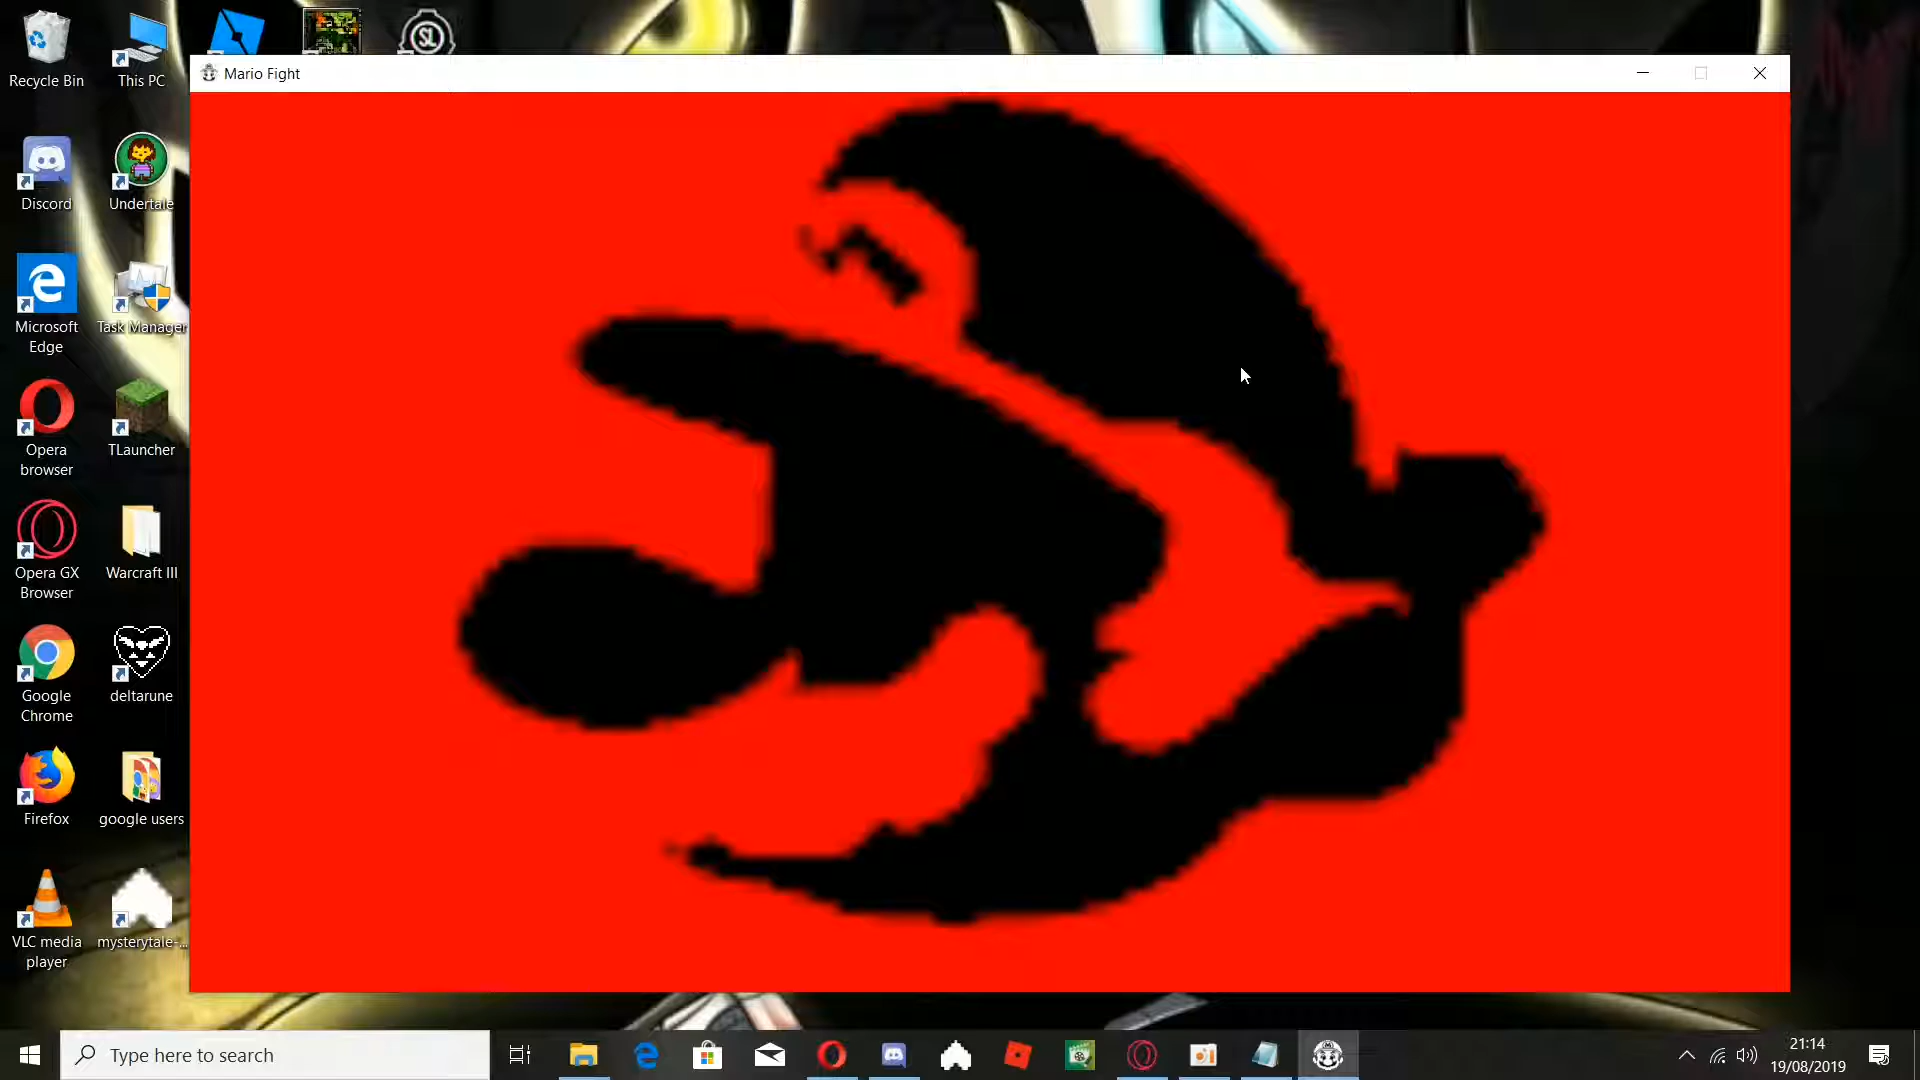 Mario Fight
Recycle Bin
This PC
Discord
Undertale
Microsoft
Edge
Task Manager
Opera
browser
TLauncher
Opera GX
Browser
Warcraft III
Google
Chrome
deltarune
Firefox
google users
VLC media
player
mysterytale-...
SL
Type here to search
21:14
19/08/2019